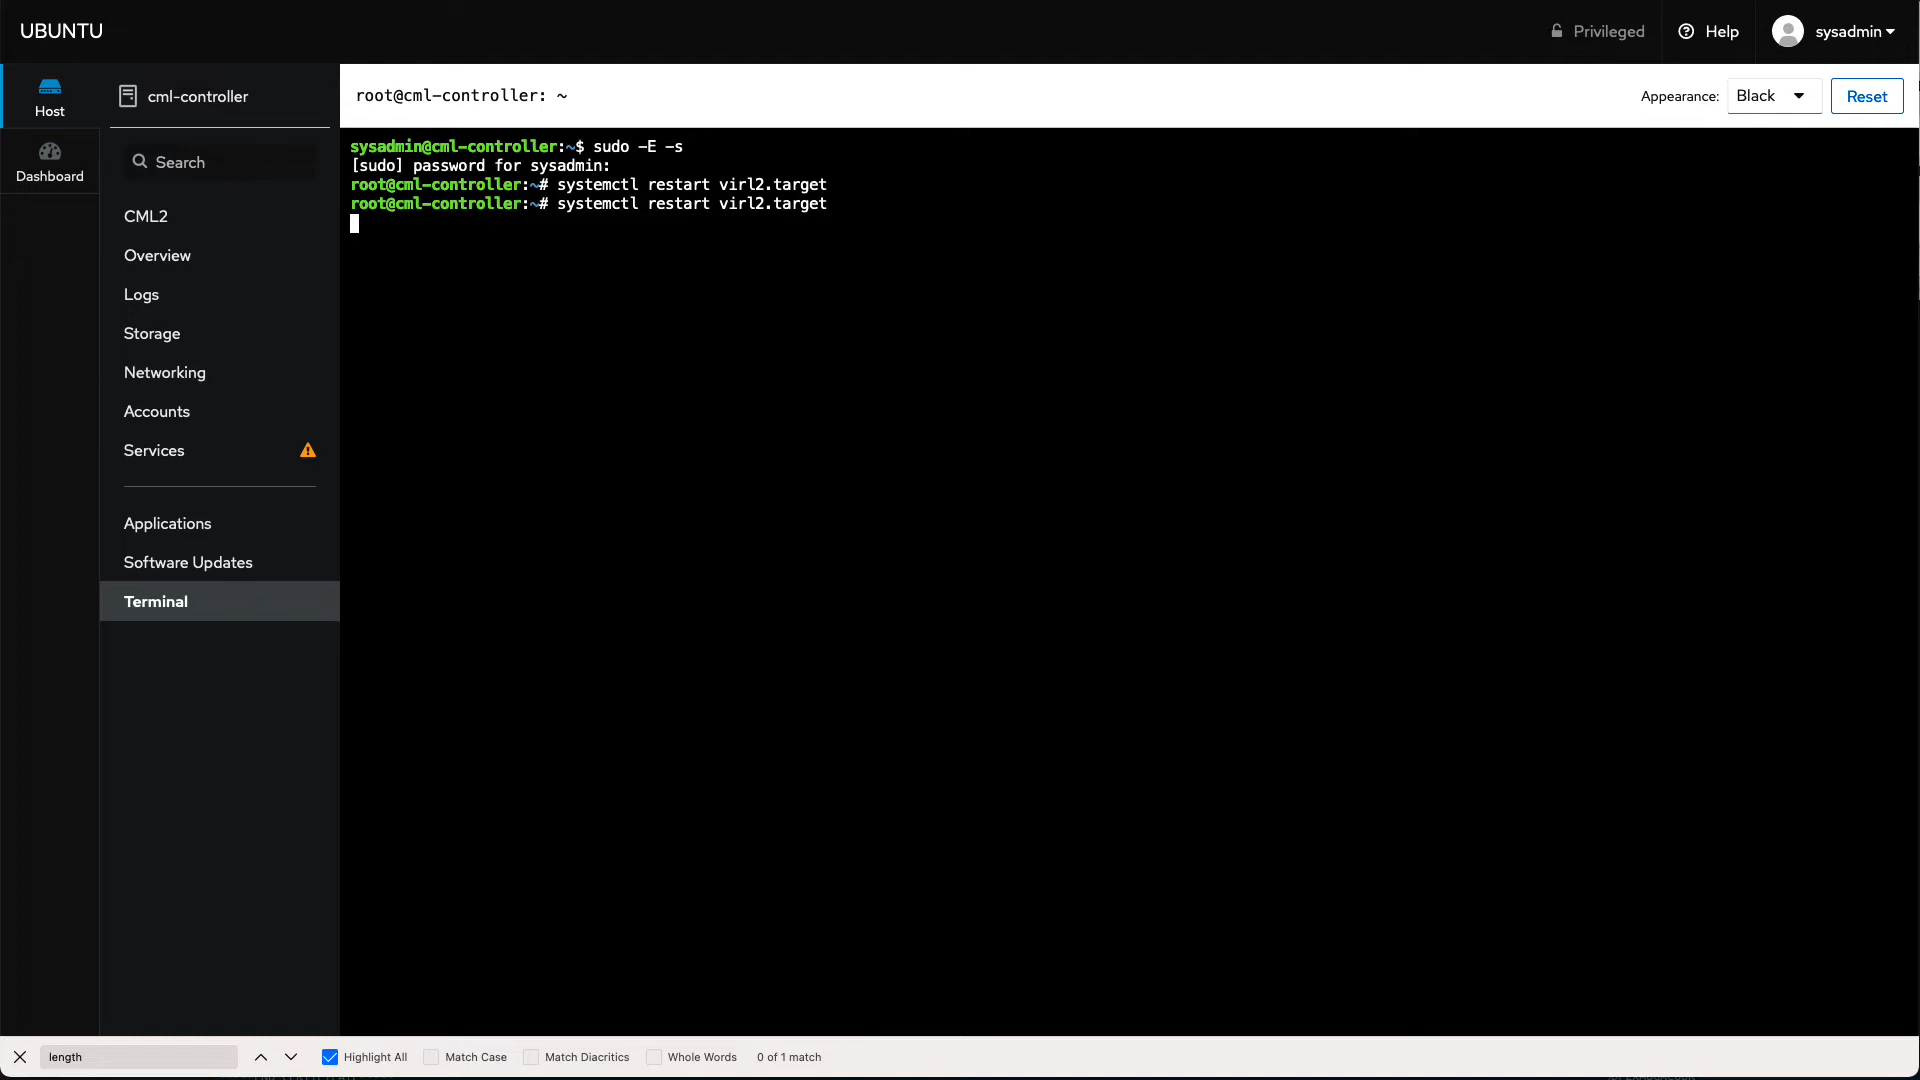 UBUNTU
Privileged
Help
sysadmin
Host
Dashboard
cml-controller
Search
CML2
Overview
Logs
Storage
Networking
Accounts
Services
Applications
Software Updates
Terminal
root@cml-controller: ~
Appearance:
Black
Reset
sysadmin@cml-controller:~$ sudo -E -s
[sudo] password for sysadmin:
root@cml-controller:~# systemctl restart virl2.target
root@cml-controller:~# systemctl restart virl2.target
length
Highlight All
Match Case
Match Diacritics
Whole Words
0 of 1 match